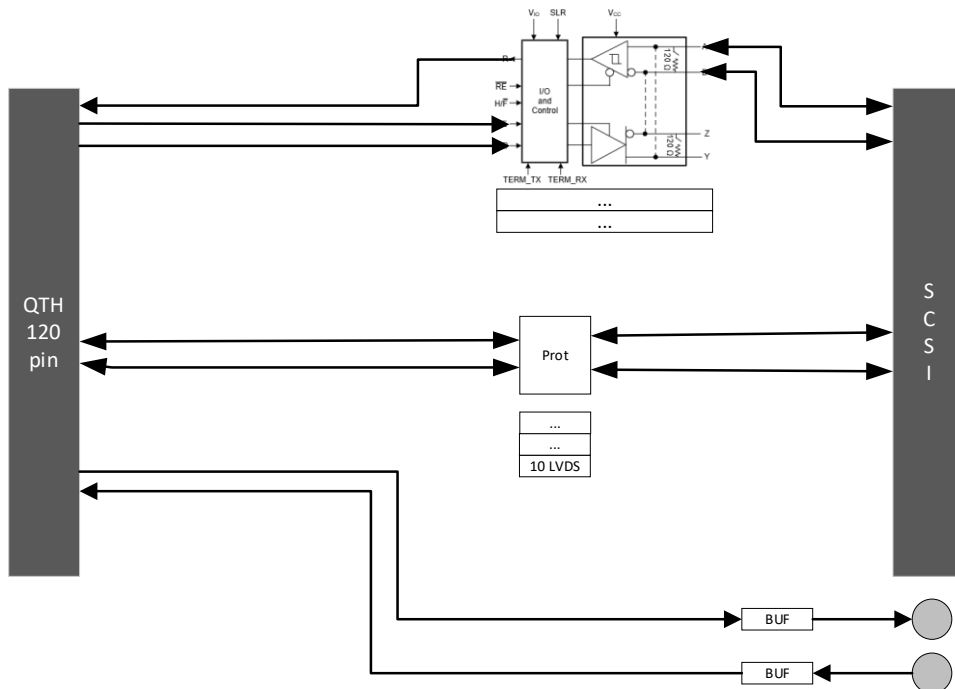 VIO SLR VCC
R
RE
H/F
I/O
and
Control
120 Ω
120 Ω
Z
Y
TERM_TX TERM_RX
...
...
QTH
120
pin
S
C
S
I
Prot
...
...
10 LVDS
BUF
BUF